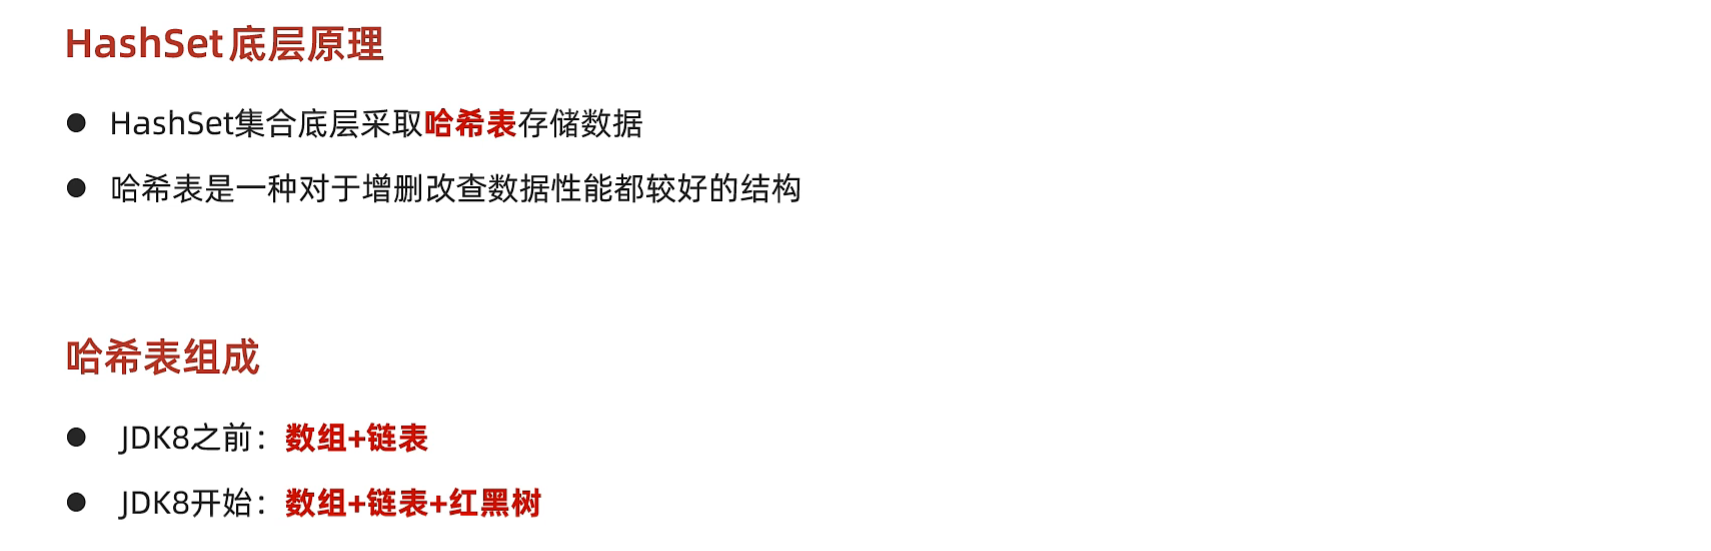 HashSet底层原理
● HashSet集合底层采取哈希表存储数据
● 哈希表是一种对于增删改查数据性能都较好的结构
哈希表组成
● JDK8之前：数组+链表
● JDK8开始：数组+链表+红黑树